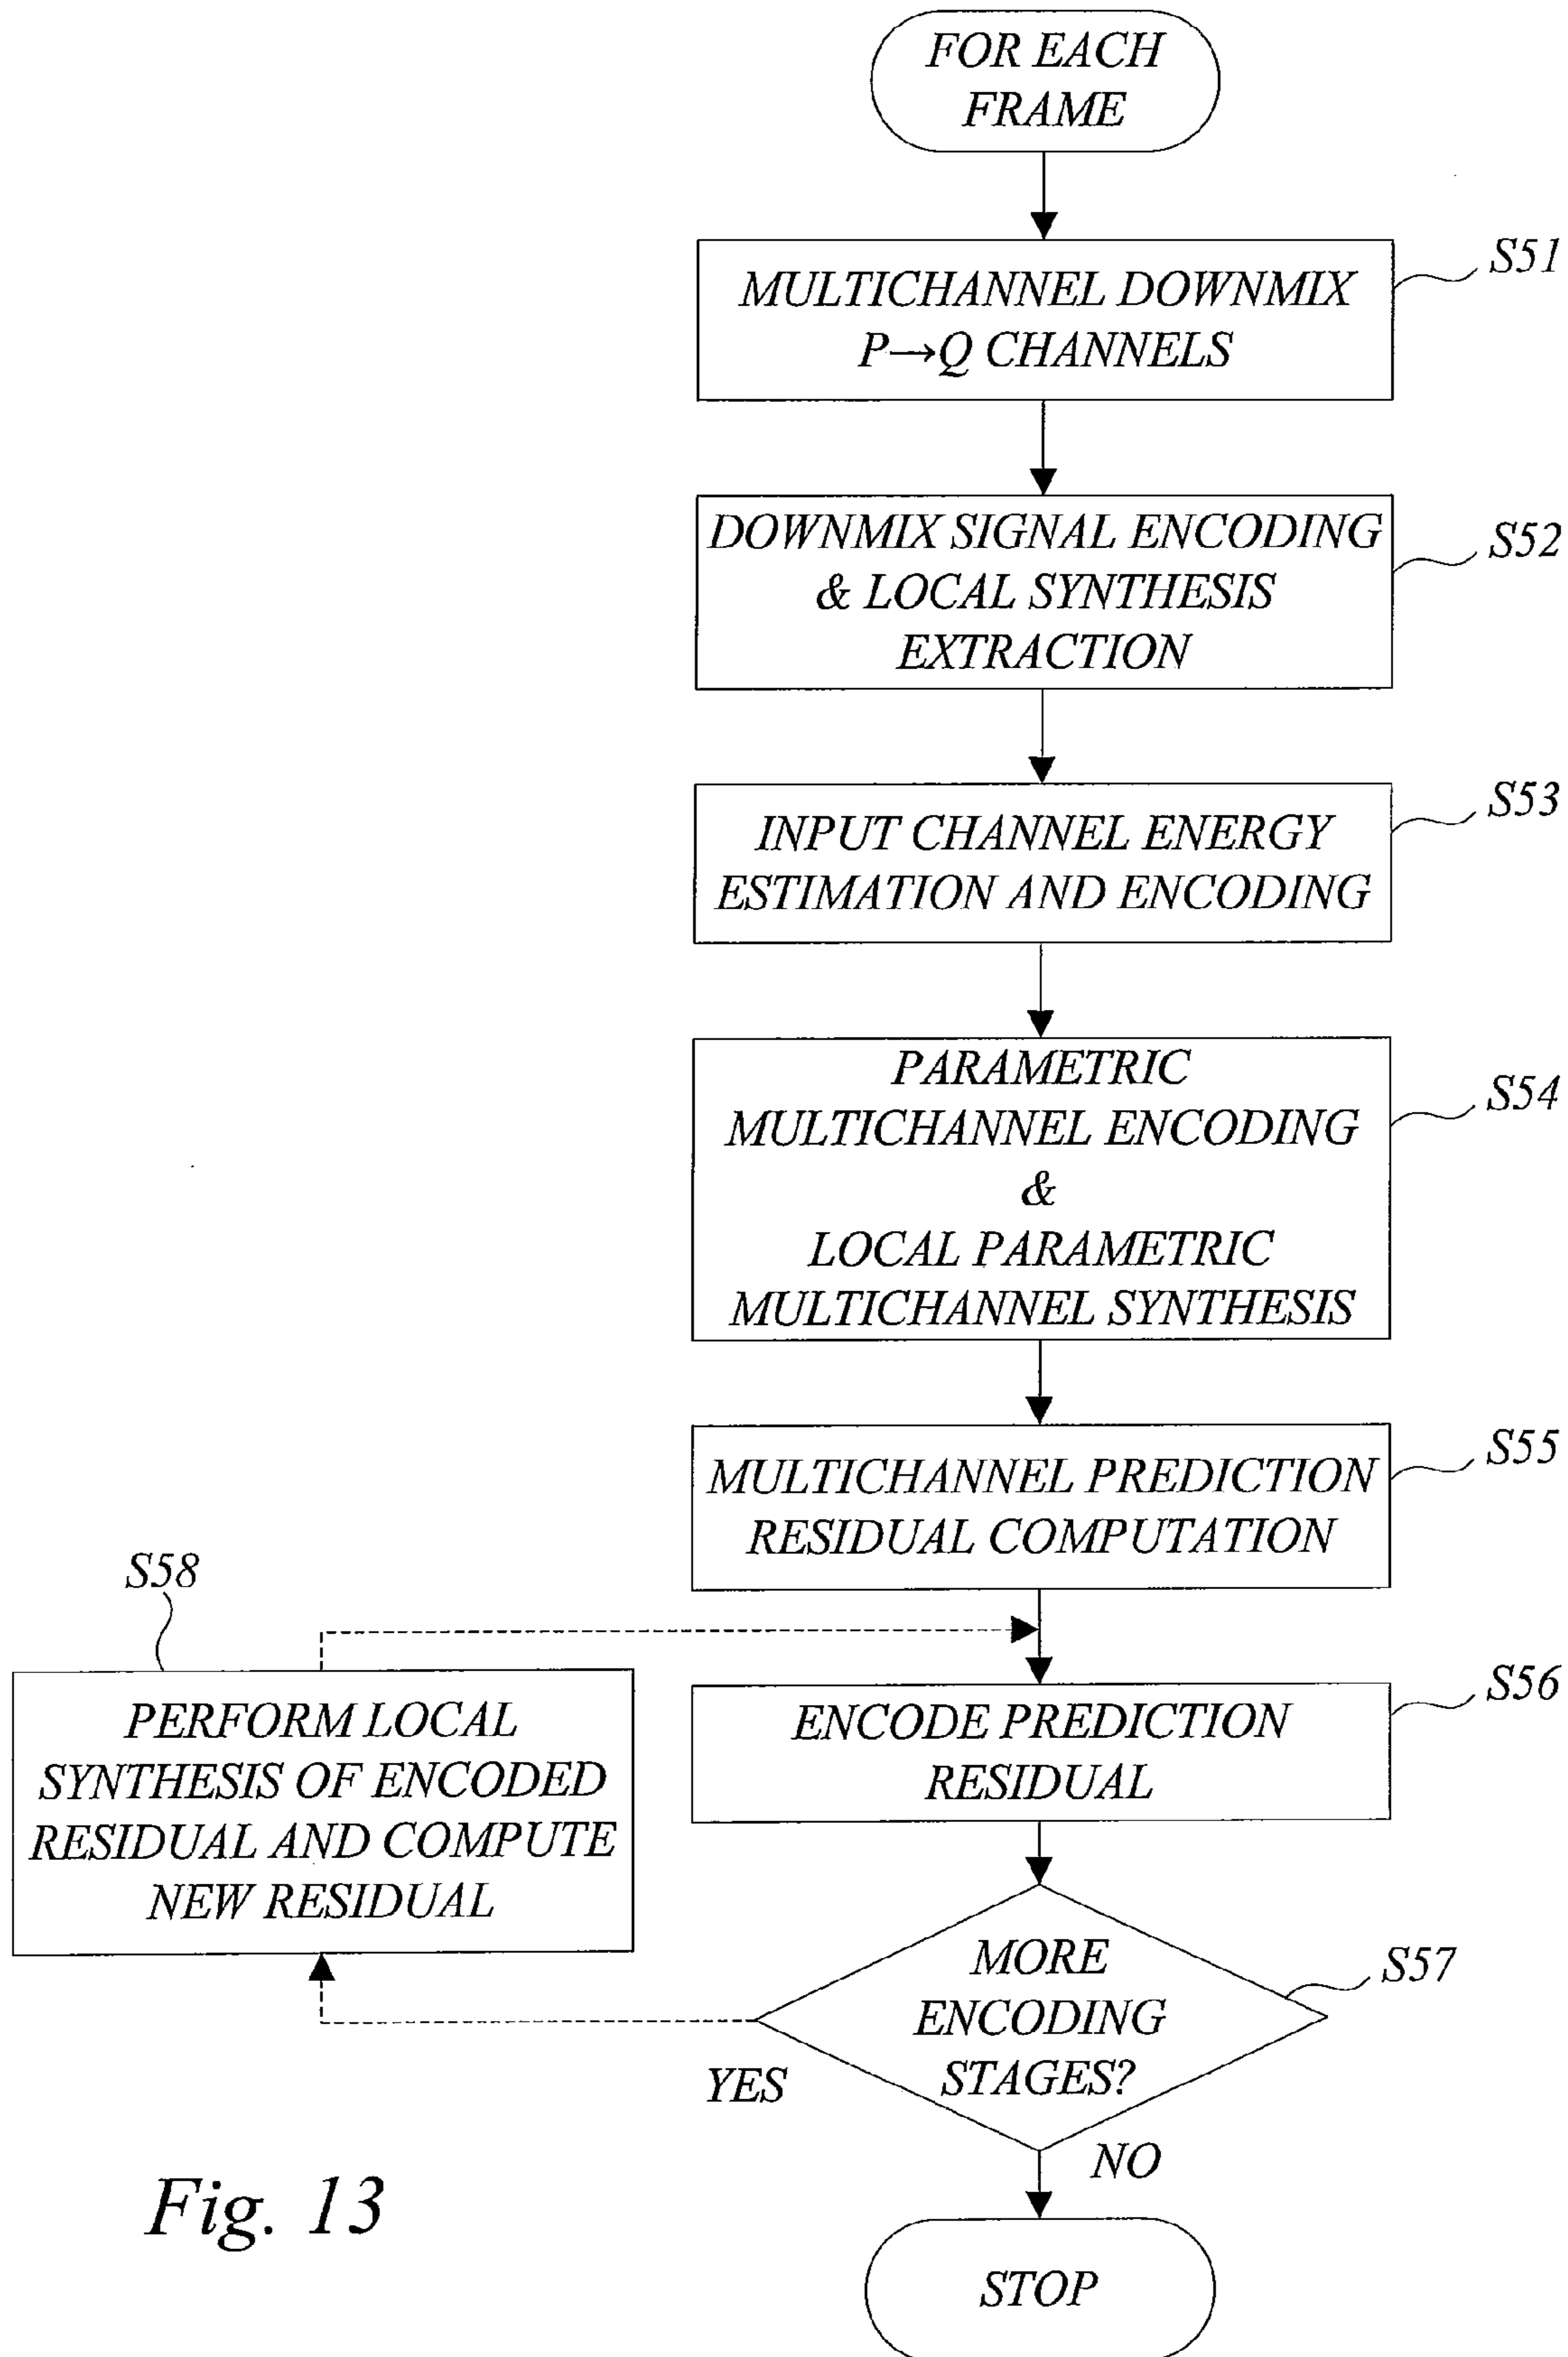 FOR EACH
FRAME
S51
MULTICHANNEL DOWNMIX
P→Q CHANNELS
S52
DOWNMIX SIGNAL ENCODING
& LOCAL SYNTHESIS
EXTRACTION
S53
INPUT CHANNEL ENERGY
ESTIMATION AND ENCODING
S54
PARAMETRIC
MULTICHANNEL ENCODING
&
LOCAL PARAMETRIC
MULTICHANNEL SYNTHESIS
S55
MULTICHANNEL PREDICTION
RESIDUAL COMPUTATION
S58
PERFORM LOCAL
SYNTHESIS OF ENCODED
RESIDUAL AND COMPUTE
NEW RESIDUAL
S56
ENCODE PREDICTION
RESIDUAL
S57
MORE
ENCODING
STAGES?
YES
NO
STOP
Fig. 13